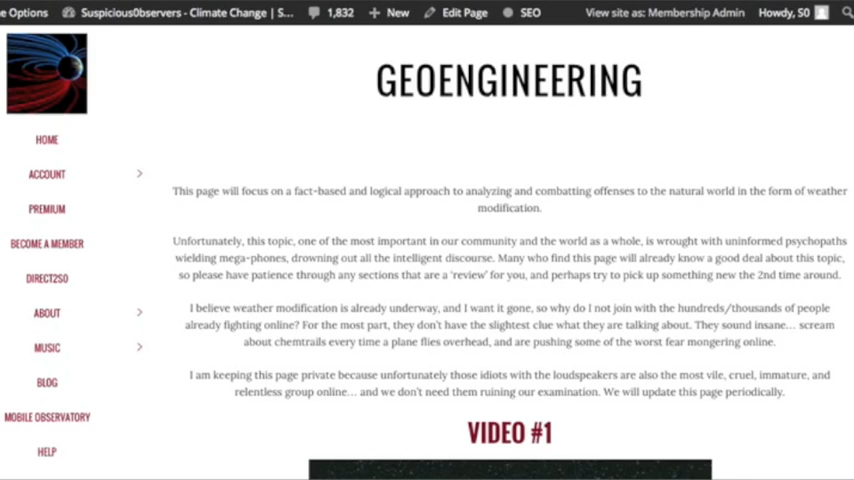 e Options Suspicious0bservers - Climate Change | S... 1,832 New Edit Page SEO View site as: Membership Admin Howdy, S0
GEOENGINEERING
HOME
ACCOUNT
PREMIUM
BECOME A MEMBER
DIRECT2SO
ABOUT
MUSIC
BLOG
MOBILE OBSERVATORY
HELP
This page will focus on a fact-based and logical approach to analyzing and combatting offenses to the natural world in the form of weather
modification.
Unfortunately, this topic, one of the most important in our community and the world as a whole, is wrought with uninformed psychopaths
wielding mega-phones, drowning out all the intelligent discourse. Many who find this page will already know a good deal about this topic,
so please have patience through any sections that are a ‘review’ for you, and perhaps try to pick up something new the 2nd time around.
I believe weather modification is already underway, and I want it gone, so why do I not join with the hundreds/thousands of people
already fighting online? For the most part, they don’t have the slightest clue what they are talking about. They sound insane… scream
about chemtrails every time a plane flies overhead, and are pushing some of the worst fear mongering online.
I am keeping this page private because unfortunately those idiots with the loudspeakers are also the most vile, cruel, immature, and
relentless group online… and we don’t need them ruining our examination. We will update this page periodically.
VIDEO #1